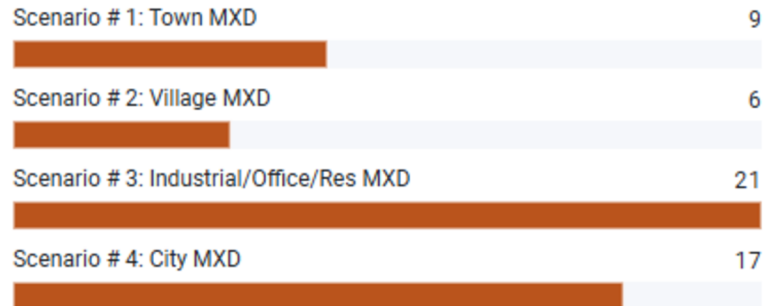 Scenario # 1: Town MXD 9
Scenario # 2: Village MXD 6
Scenario # 3: Industrial/Office/Res MXD 21
Scenario # 4: City MXD 17